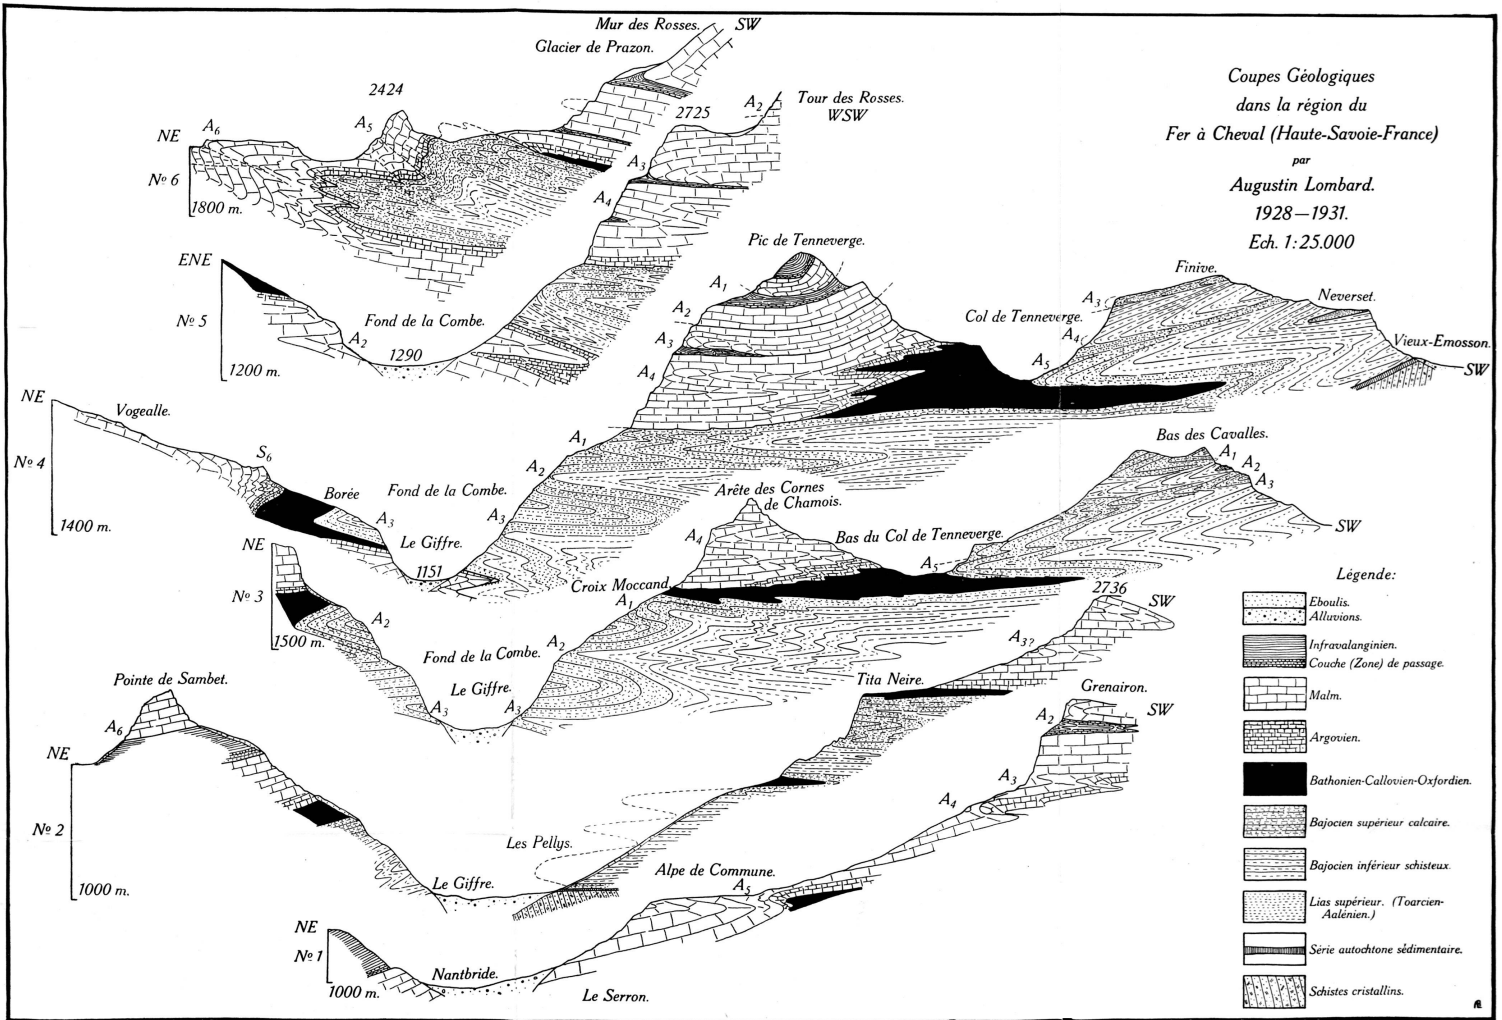 Coupes Géologiques
dans la région du
Fer à Cheval (Haute-Savoie-France)
par
Augustin Lombard.
1928—1931.
Ech. 1:25.000
Mur des Rosses.
SW
Glacier de Prazon.
2424
A6
A5
NE
No 6
1800 m.
Tour des Rosses.
WSW
2725
A2
A3
A4
ENE
No 5
Fond de la Combe.
A2
1290
1200 m.
Pic de Tenneverge.
A1
A2
A3
A4
Col de Tenneverge.
Finive.
Neverset.
Vieux-Emosson.
A3
A4
A5
SW
NE
Vogealle.
No 4
S6
Borée
Fond de la Combe.
A1
A2
A3
A3
Le Giffre.
1151
1400 m.
Arête des Cornes
de Chamois.
A4
Bas du Col de Tenneverge.
Bas des Cavalles.
A1
A2
A3
SW
A5
NE
No 3
Croix Moccand.
A1
A2
A2
1500 m.
Fond de la Combe.
Le Giffre.
A3
A3
2736
SW
A3?
Tita Neire.
Pointe de Sambet.
A6
NE
No 2
Les Pellys.
Le Giffre.
1000 m.
Grenairon.
SW
A2
A3
A4
Alpe de Commune.
A5
NE
No 1
Nantbride.
1000 m.
Le Serron.
Légende:
Eboulis.
Alluvions.
Infravalanginien.
Couche (Zone) de passage.
Malm.
Argovien.
Bathonien-Callovien-Oxfordien.
Bajocien supérieur calcaire.
Bajocien inférieur schisteux.
Lias supérieur. (Toarcien-
Aalénien.)
Série autochtone sédimentaire.
Schistes cristallins.